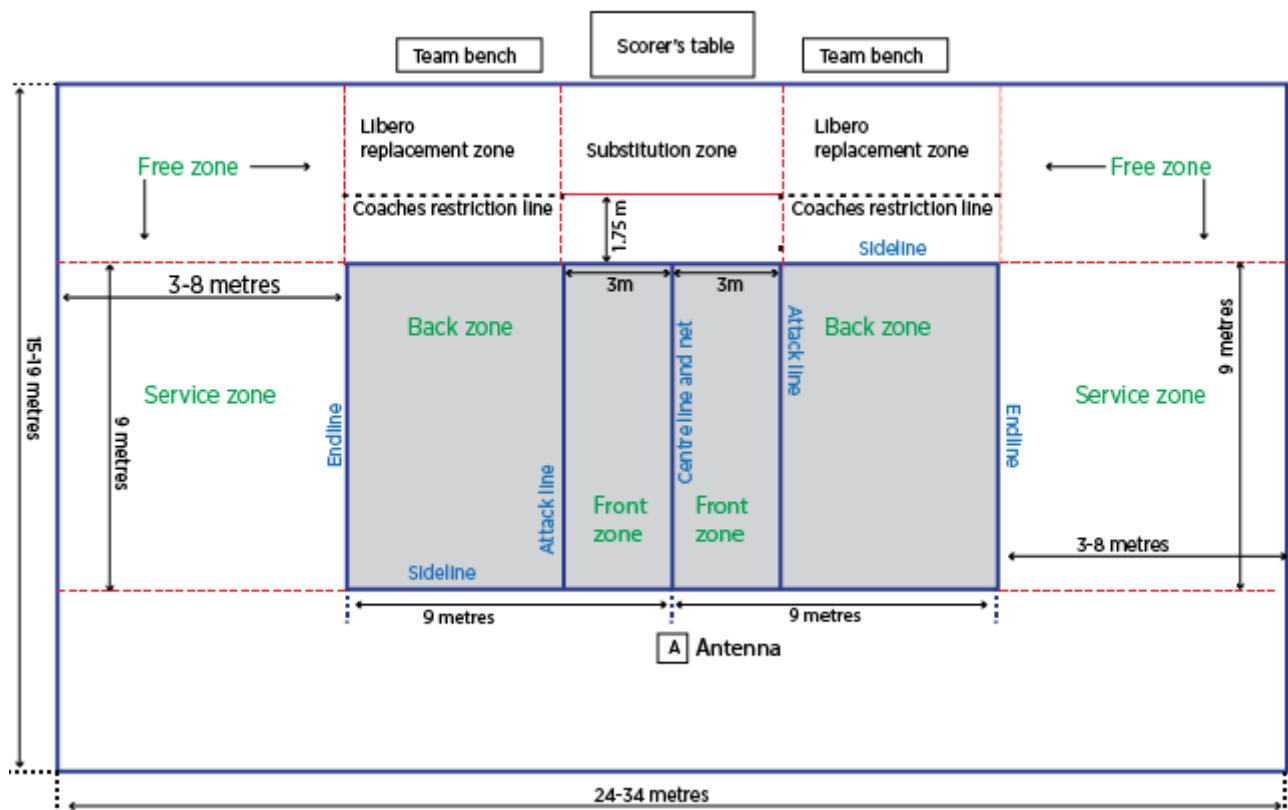 Team bench
Scorer's table
Team bench
Libero
replacement zone
Substitution zone
Libero
replacement zone
Free zone
Free zone
Coaches restriction line
1.75 m
Coaches restriction line
Sideline
3-8 metres
3m
3m
Back zone
Attack line
Back zone
9 metres
15-19 metres
Service zone
9 metres
Endline
Centre line and net
Endline
Service zone
Attack line
Front
zone
Front
zone
3-8 metres
Sideline
9 metres
9 metres
A
Antenna
24-34 metres